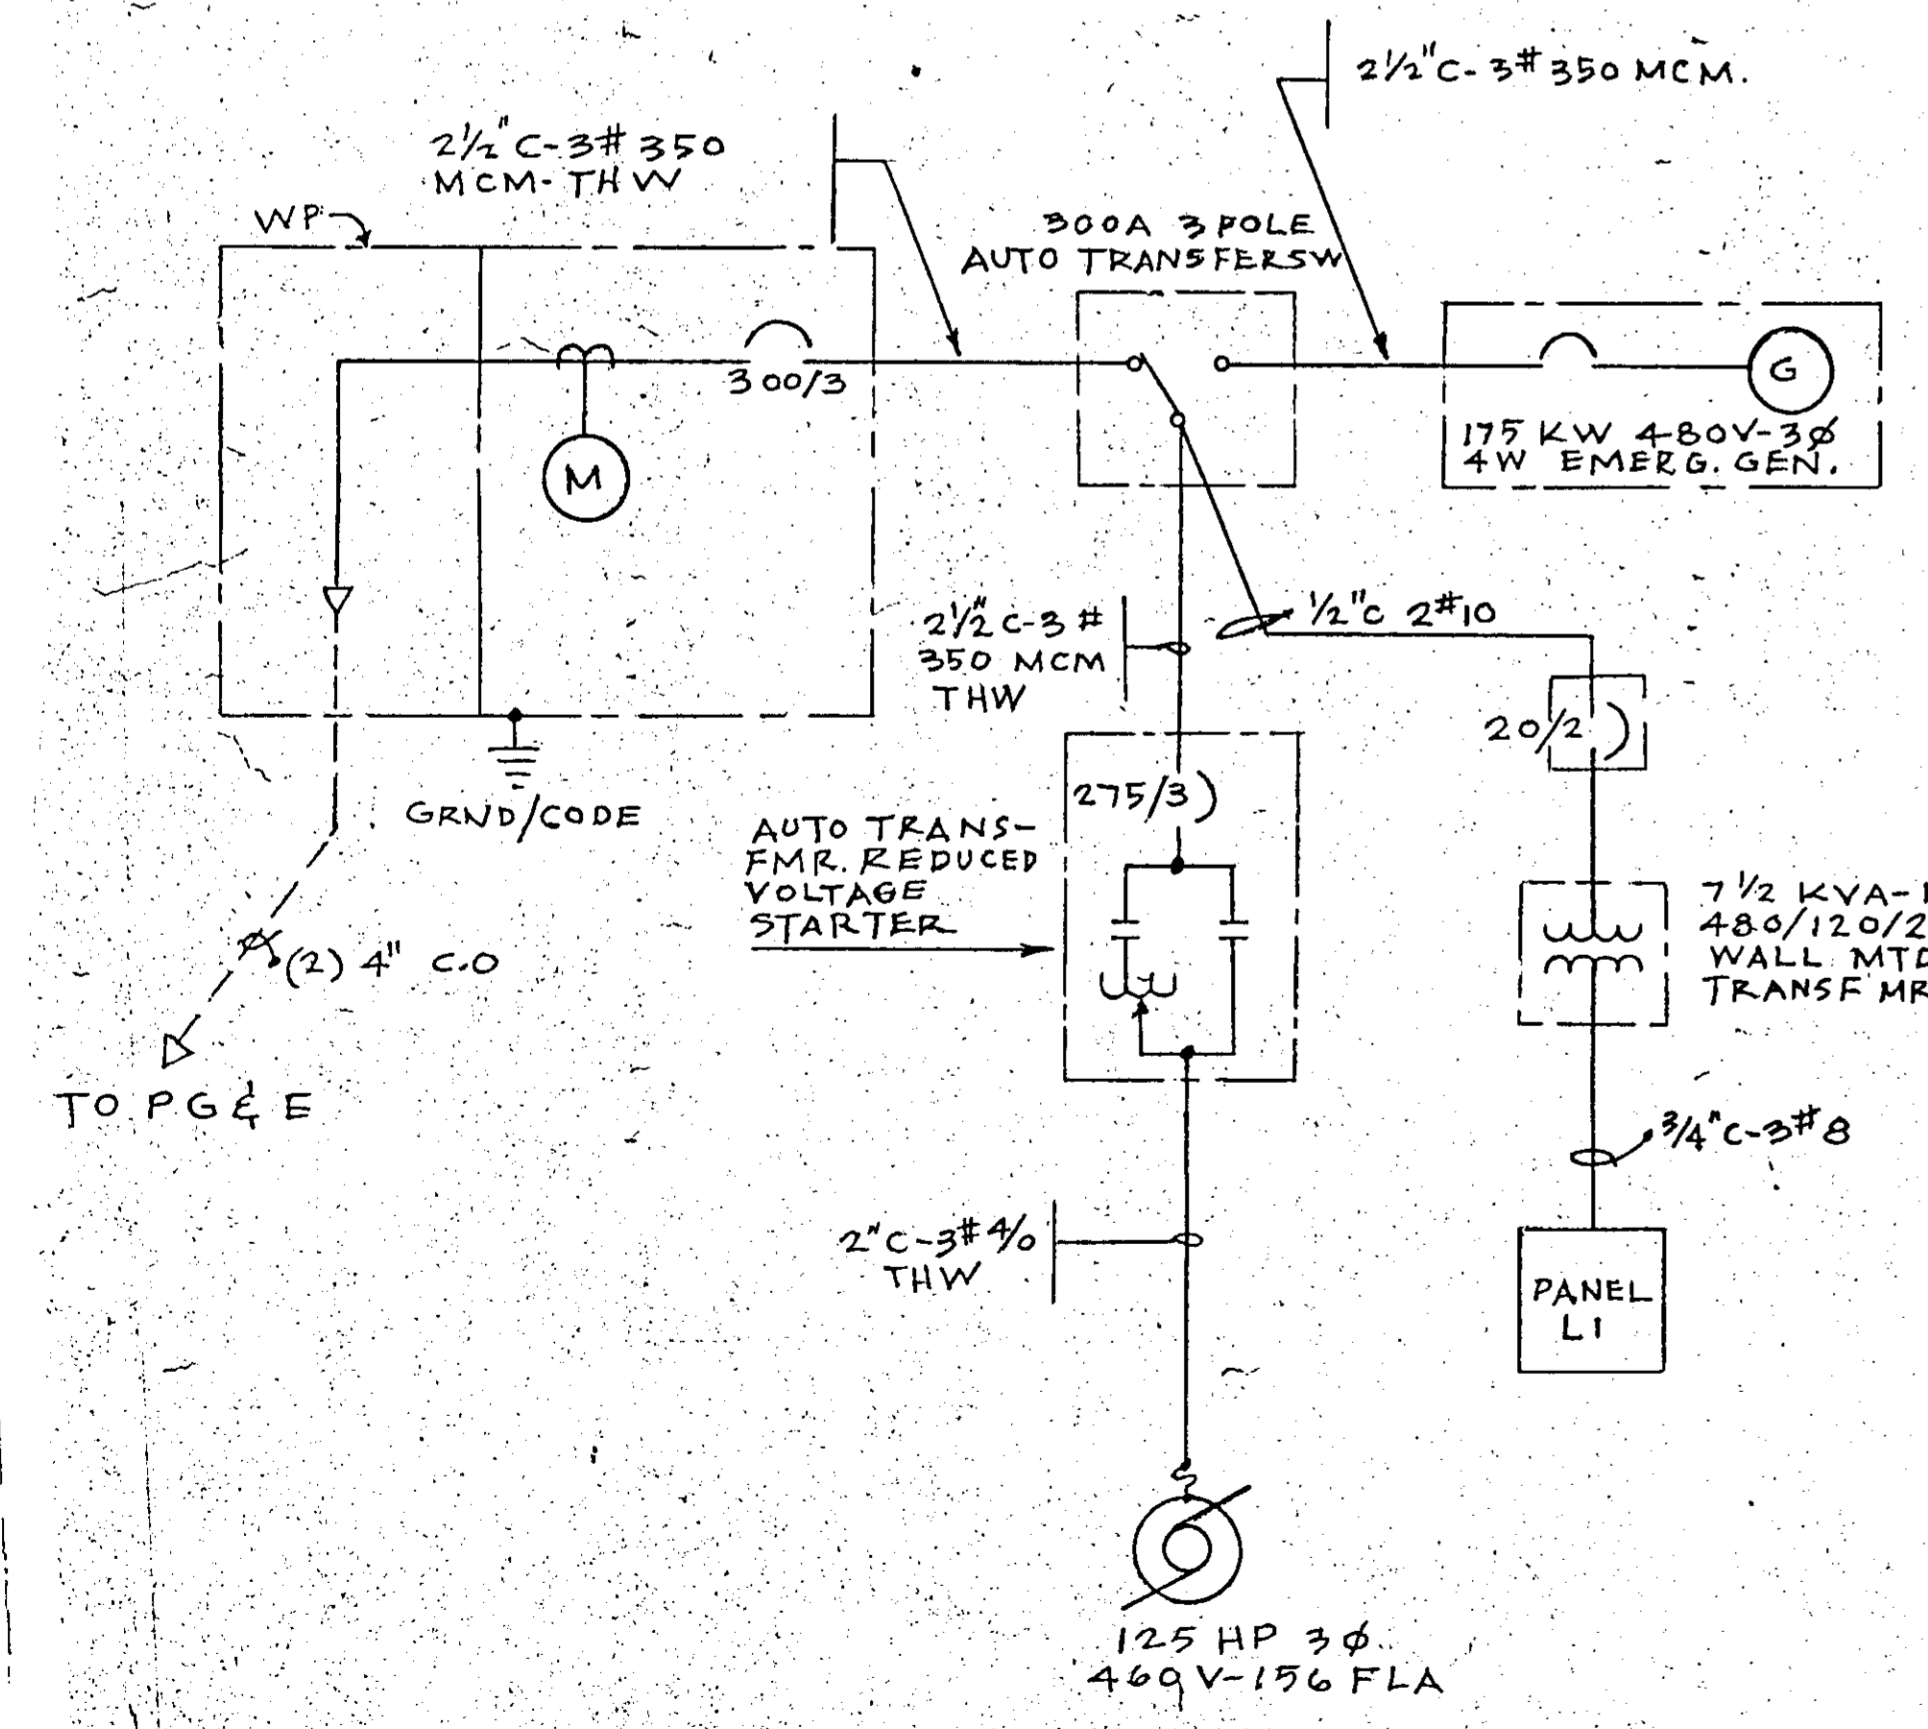 2½"C-3# 350 MCM.
2½"C-3# 350
MCM-THW
WP
300A 3 POLE
AUTO TRANSFERSW
300/3
M
G
175 KW 480V-3Ø
4W EMERG. GEN.
2½"C-3#
350 MCM
THW
½"C 2#10
20/2
275/3
GRND/CODE
AUTO TRANS-
FMR. REDUCED
VOLTAGE
STARTER
7½ KVA-1
480/120/2
WALL MTD
TRANSF'MR
(2) 4" C.O
TO PG&E
¾"C-3#8
2"C-3#4/0
THW
PANEL
L1
125 HP 3Ø
460V-156 FLA